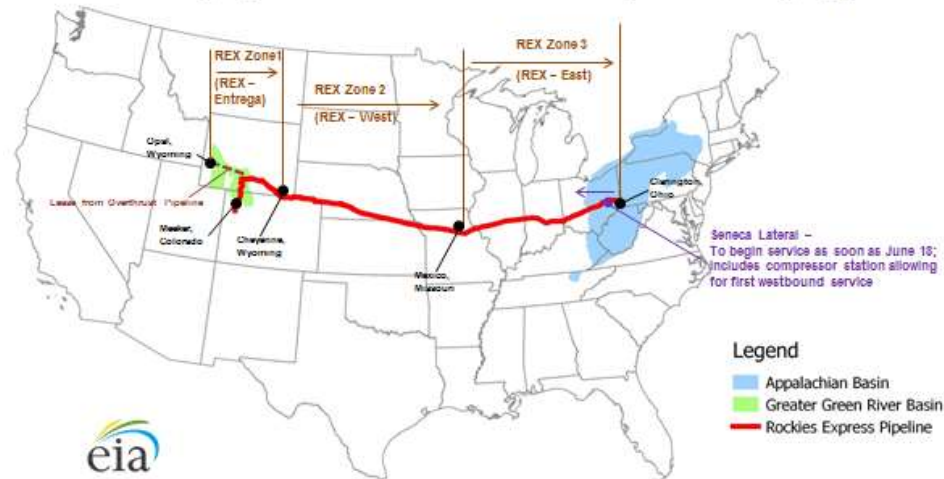 REX Zone1
(REX –
Entrega)
REX Zone 2
(REX – West)
REX Zone 3
(REX – East)
Opal,
Wyoming
Lease from Overthrust Pipeline
Meeker,
Colorado
Cheyenne,
Wyoming
Mexico,
Missouri
Clarington,
Ohio
Seneca Lateral –
To begin service as soon as June 18;
includes compressor station allowing
for first westbound service
Legend
Appalachian Basin
Greater Green River Basin
Rockies Express Pipeline
eia